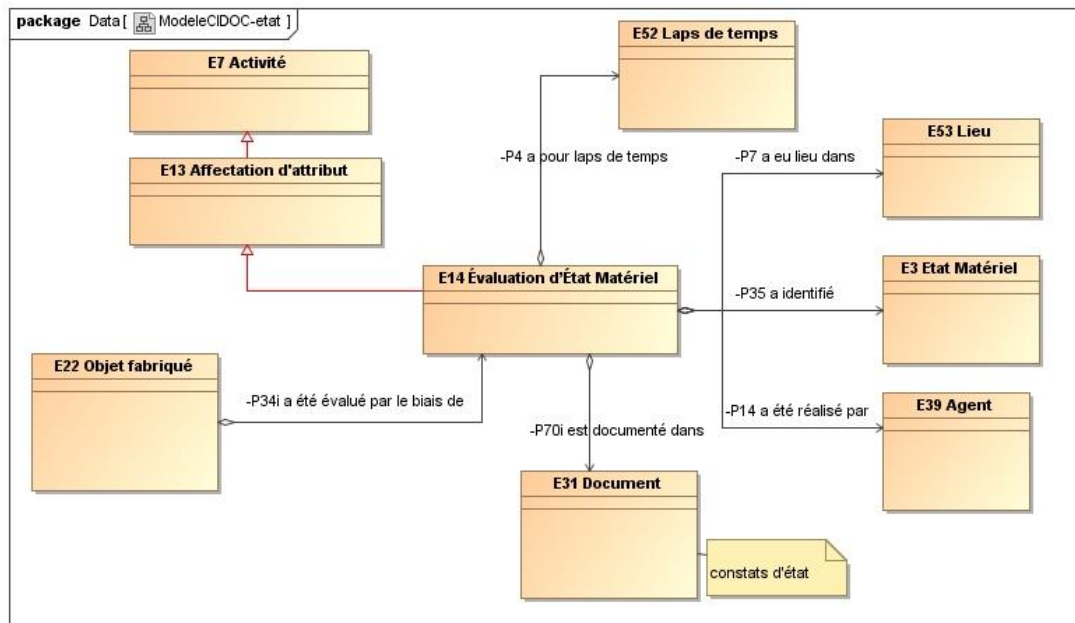 package Data [ ModeleCIDOC-etat ]
E52 Laps de temps
E7 Activité
E53 Lieu
-P4 a pour laps de temps
-P7 a eu lieu dans
E13 Affectation d'attribut
E14 Évaluation d'État Matériel
E3 Etat Matériel
-P35 a identifié
E22 Objet fabriqué
-P34i a été évalué par le biais de
E39 Agent
-P14 a été réalisé par
-P70i est documenté dans
E31 Document
constats d'état